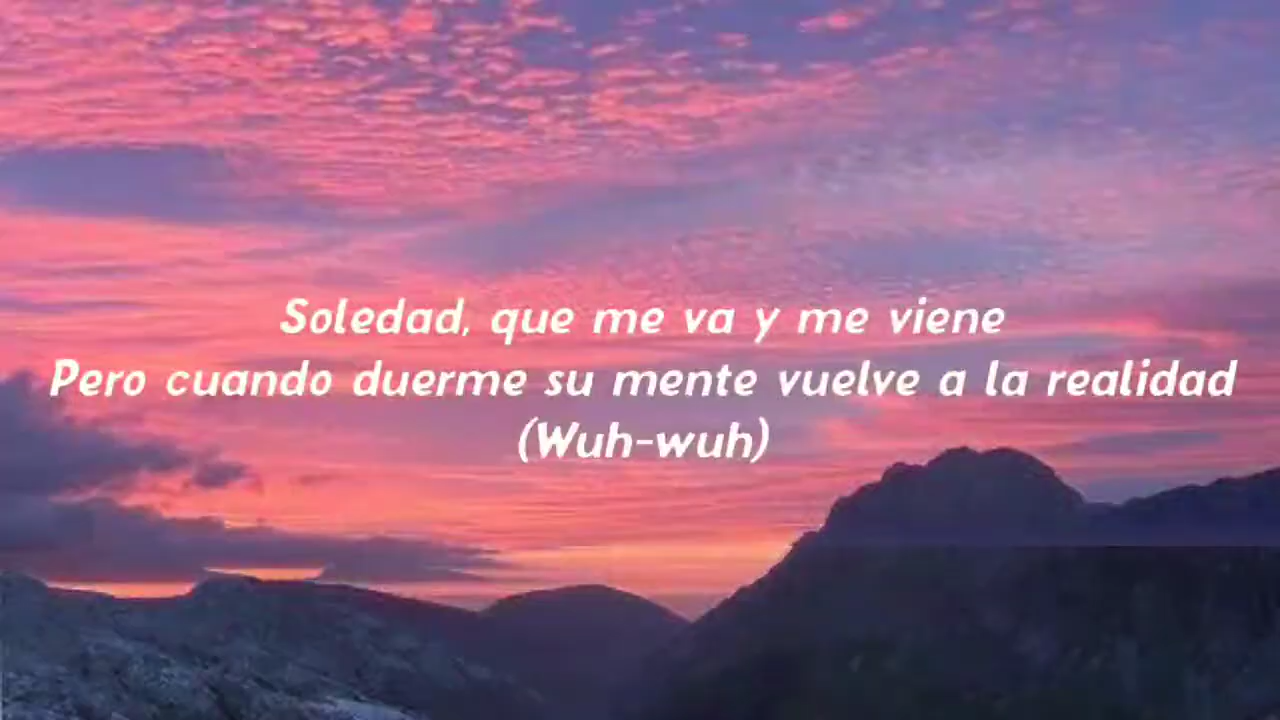 Soledad, que me va y me viene
Pero cuando duerme su mente vuelve a la realidad
(Wuh-wuh)